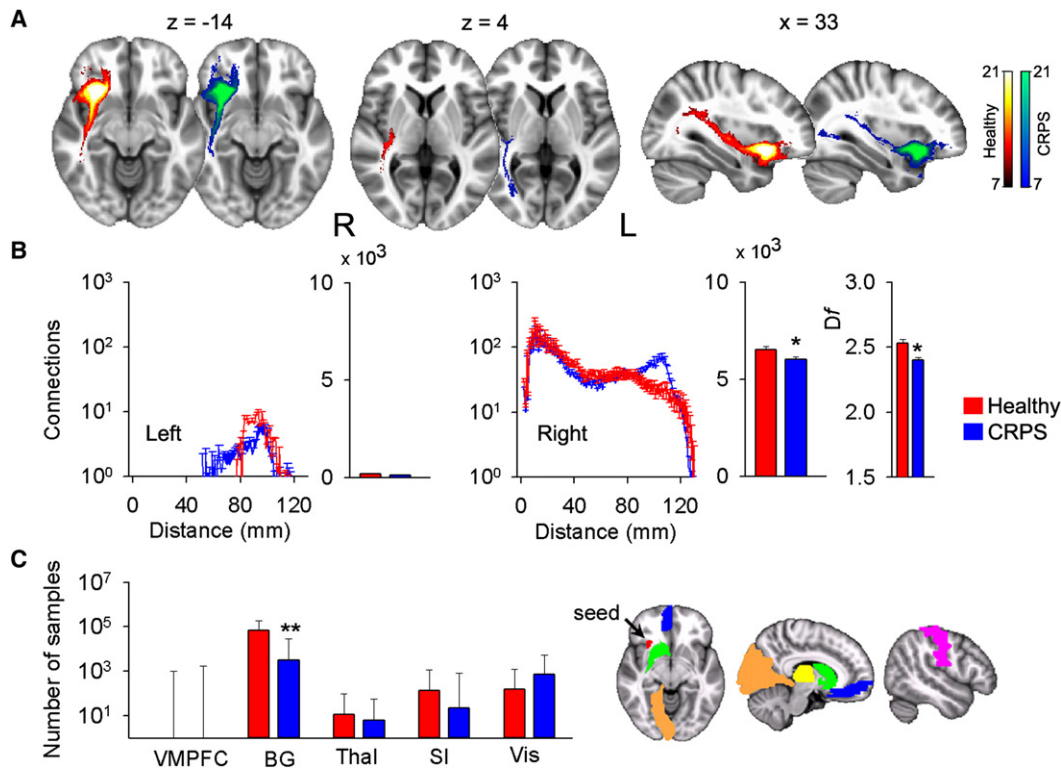 A
z = -14
z = 4
x = 33
21
21
Healthy
CRPS
7
7
R
L
B
x 10³
x 10³
10³
10
10³
10
3.0
Connections
10²
10²
Df
2.5
5
5
10¹
10¹
2.0
Left
Right
Healthy
CRPS
10⁰
0
10⁰
0
1.5
0 40 80 120
0 40 80 120
Distance (mm)
Distance (mm)
*
*
C
Number of samples
10⁷
10⁵
10³
10¹
**
VMPFC BG Thal SI Vis
seed